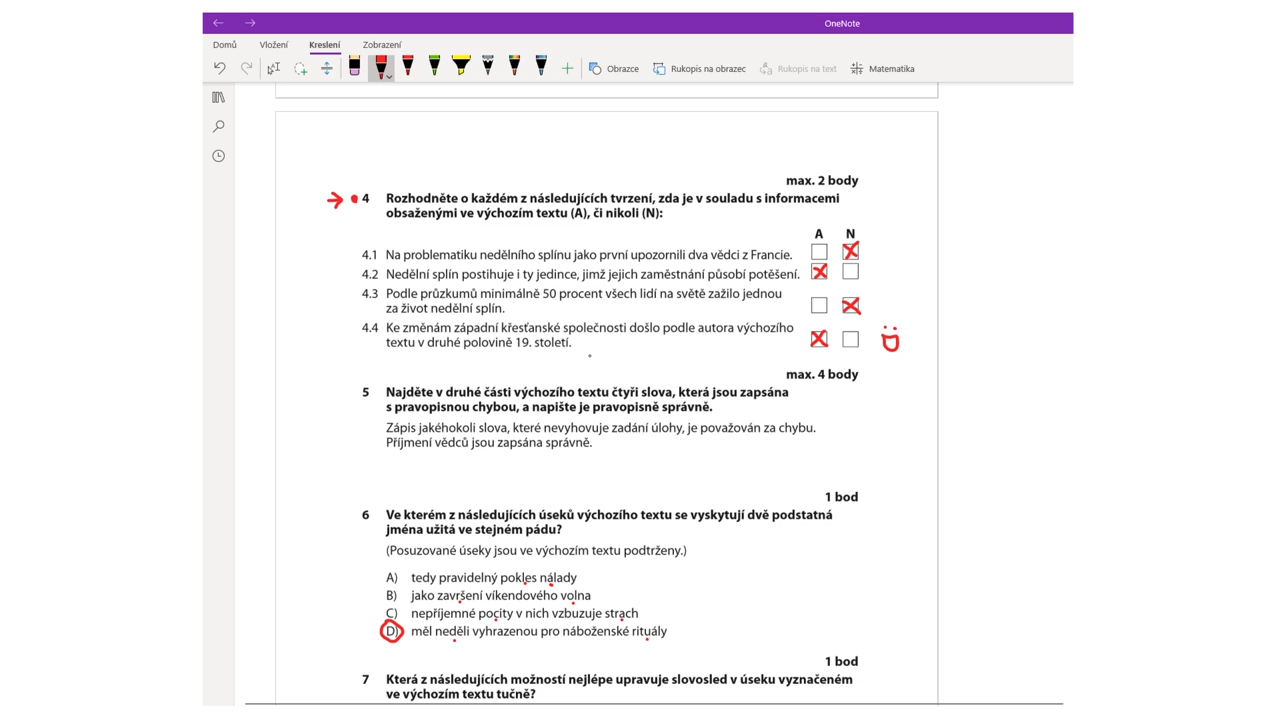 OneNote
Domů Vložení Kreslení Zobrazení
Obrazce Rukopis na obrazec Rukopis na text Matematika
max. 2 body
4 Rozhodněte o každém z následujících tvrzení, zda je v souladu s informacemi
obsaženými ve výchozím textu (A), či nikoli (N):
A N
4.1 Na problematiku nedělního splínu jako první upozornili dva vědci z Francie.
4.2 Nedělní splín postihuje i ty jedince, jimž jejich zaměstnání působí potěšení.
4.3 Podle průzkumů minimálně 50 procent všech lidí na světě zažilo jednou
za život nedělní splín.
4.4 Ke změnám západní křesťanské společnosti došlo podle autora výchozího
textu v druhé polovině 19. století.
max. 4 body
5 Najděte v druhé části výchozího textu čtyři slova, která jsou zapsána
s pravopisnou chybou, a napište je pravopisně správně.
Zápis jakéhokoli slova, které nevyhovuje zadání úlohy, je považován za chybu.
Příjmení vědců jsou zapsána správně.
1 bod
6 Ve kterém z následujících úseků výchozího textu se vyskytují dvě podstatná
jména užitá ve stejném pádu?
(Posuzované úseky jsou ve výchozím textu podtrženy.)
A) tedy pravidelný pokles nálady
B) jako završení víkendového volna
C) nepříjemné pocity v nich vzbuzuje strach
D) měl neděli vyhrazenou pro náboženské rituály
1 bod
7 Která z následujících možností nejlépe upravuje slovosled v úseku vyznačeném
ve výchozím textu tučně?